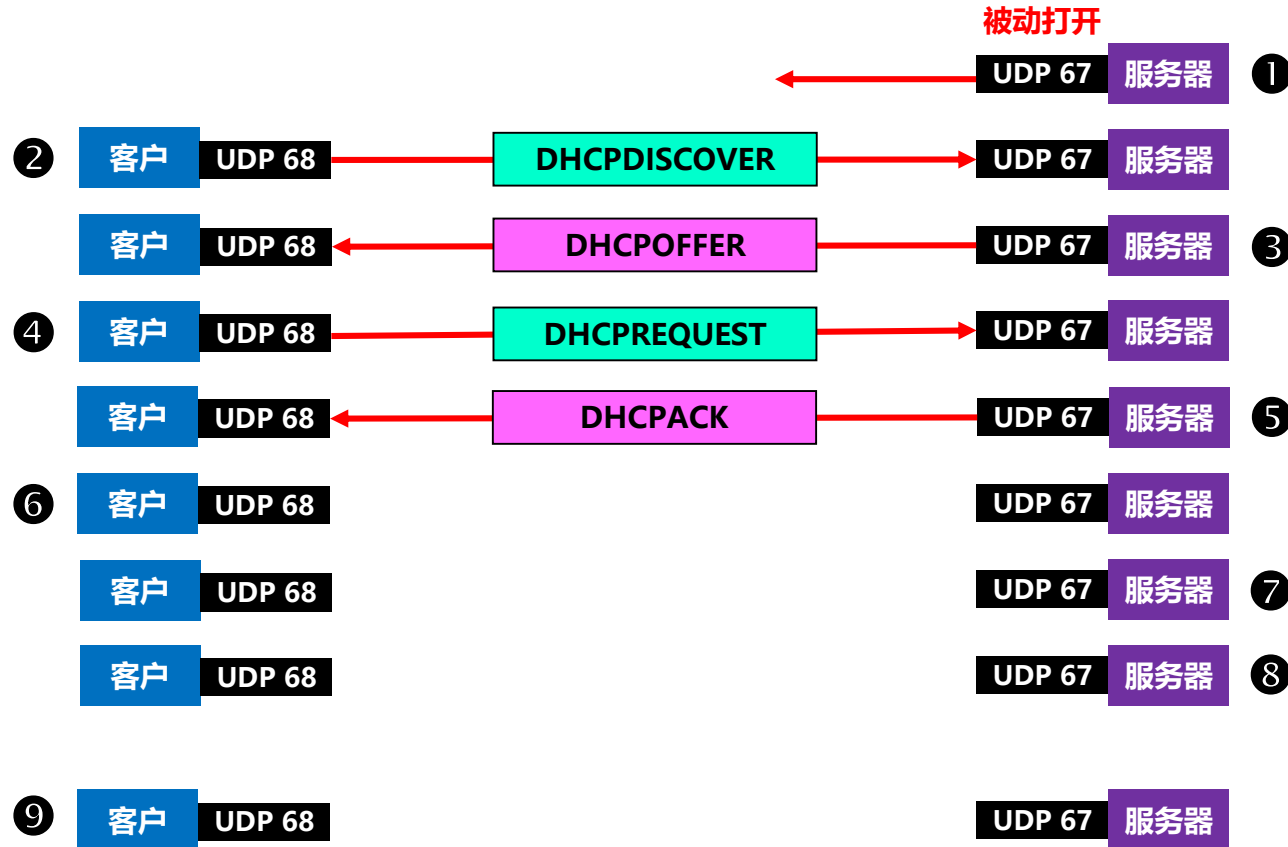 被动打开
UDP 67 服务器 ❶
❷ 客户 UDP 68 DHCPDISCOVER UDP 67 服务器
客户 UDP 68 DHCPOFFER UDP 67 服务器 ❸
❹ 客户 UDP 68 DHCPREQUEST UDP 67 服务器
客户 UDP 68 DHCPACK UDP 67 服务器 ❺
❻ 客户 UDP 68 UDP 67 服务器
客户 UDP 68 UDP 67 服务器 ❼
客户 UDP 68 UDP 67 服务器 ❽
❾ 客户 UDP 68 UDP 67 服务器